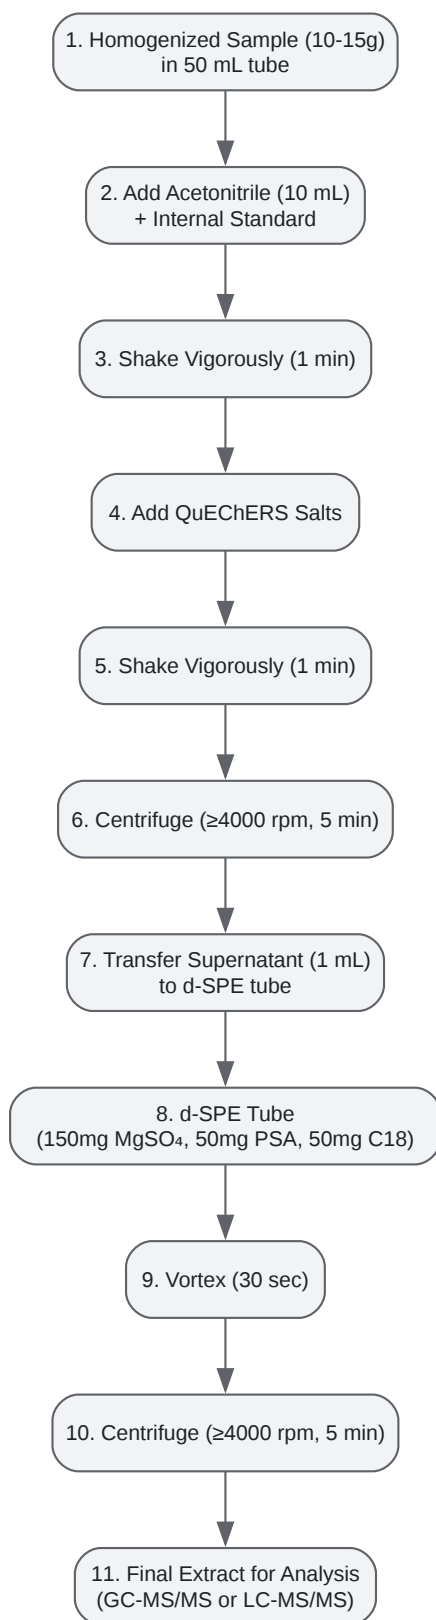 1. Homogenized Sample (10-15g)
in 50 mL tube
2. Add Acetonitrile (10 mL)
+ Internal Standard
3. Shake Vigorously (1 min)
4. Add QuEChERS Salts
5. Shake Vigorously (1 min)
6. Centrifuge (≥4000 rpm, 5 min)
7. Transfer Supernatant (1 mL)
to d-SPE tube
8. d-SPE Tube
(150mg MgSO₄, 50mg PSA, 50mg C18)
9. Vortex (30 sec)
10. Centrifuge (≥4000 rpm, 5 min)
11. Final Extract for Analysis
(GC-MS/MS or LC-MS/MS)